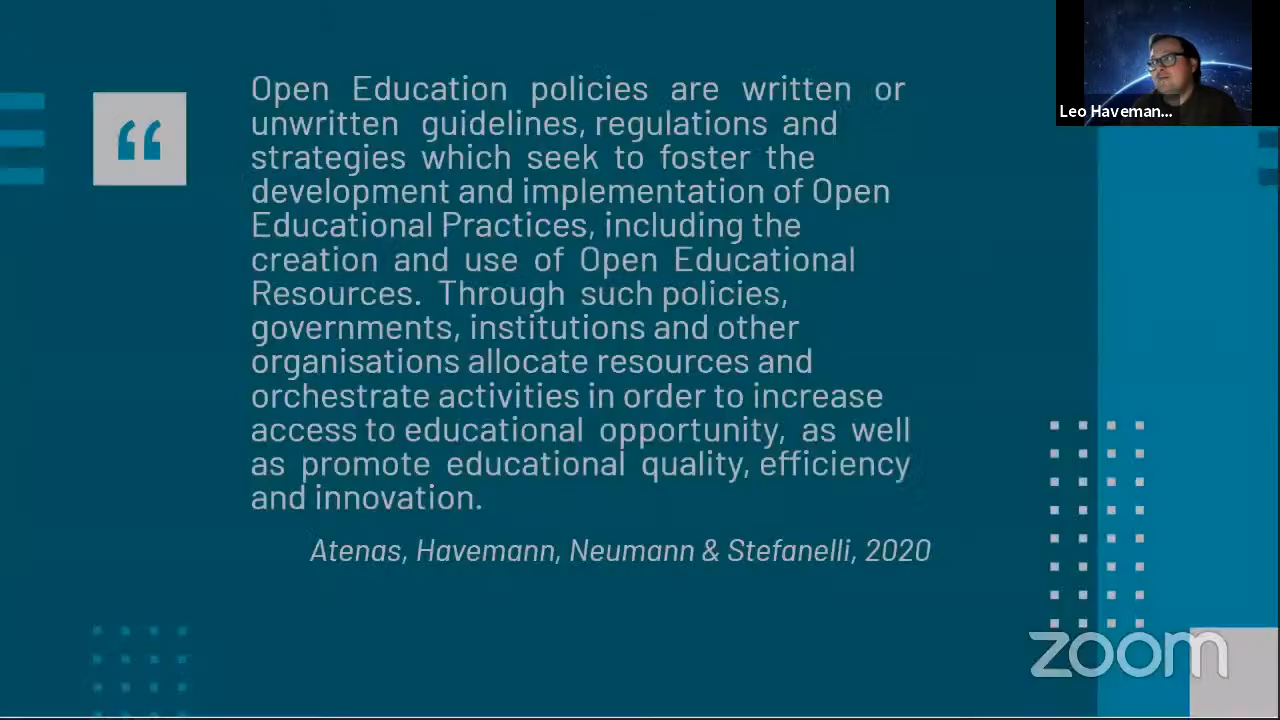 “
Open Education policies are written or
unwritten guidelines, regulations and
strategies which seek to foster the
development and implementation of Open
Educational Practices, including the
creation and use of Open Educational
Resources. Through such policies,
governments, institutions and other
organisations allocate resources and
orchestrate activities in order to increase
access to educational opportunity, as well
as promote educational quality, efficiency
and innovation.
Atenas, Havemann, Neumann & Stefanelli, 2020
Leo Haveman...
zoom